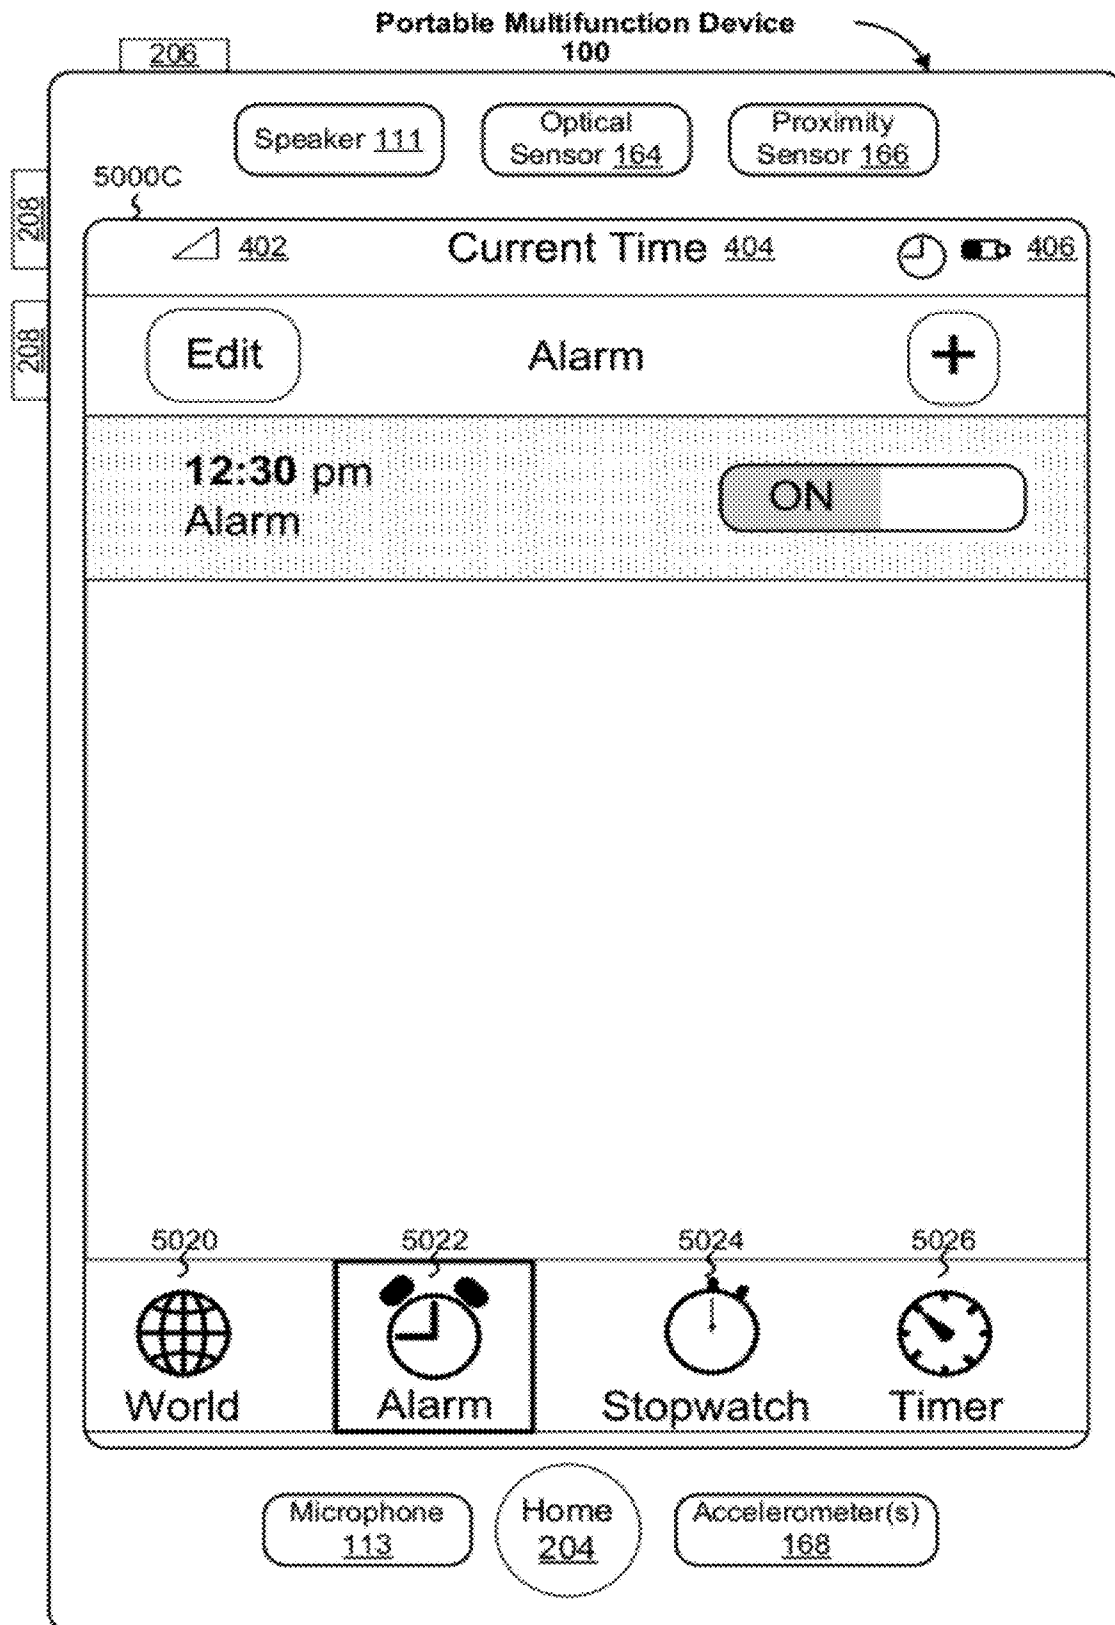 Portable Multifunction Device
100
206
Speaker 111
Optical
Sensor 164
Proximity
Sensor 166
5000C
208
208
402
Current Time 404
406
Edit
Alarm
+
12:30 pm
Alarm
ON
5020
5022
5024
5026
World
Alarm
Stopwatch
Timer
Microphone
113
Home
204
Accelerometer(s)
168